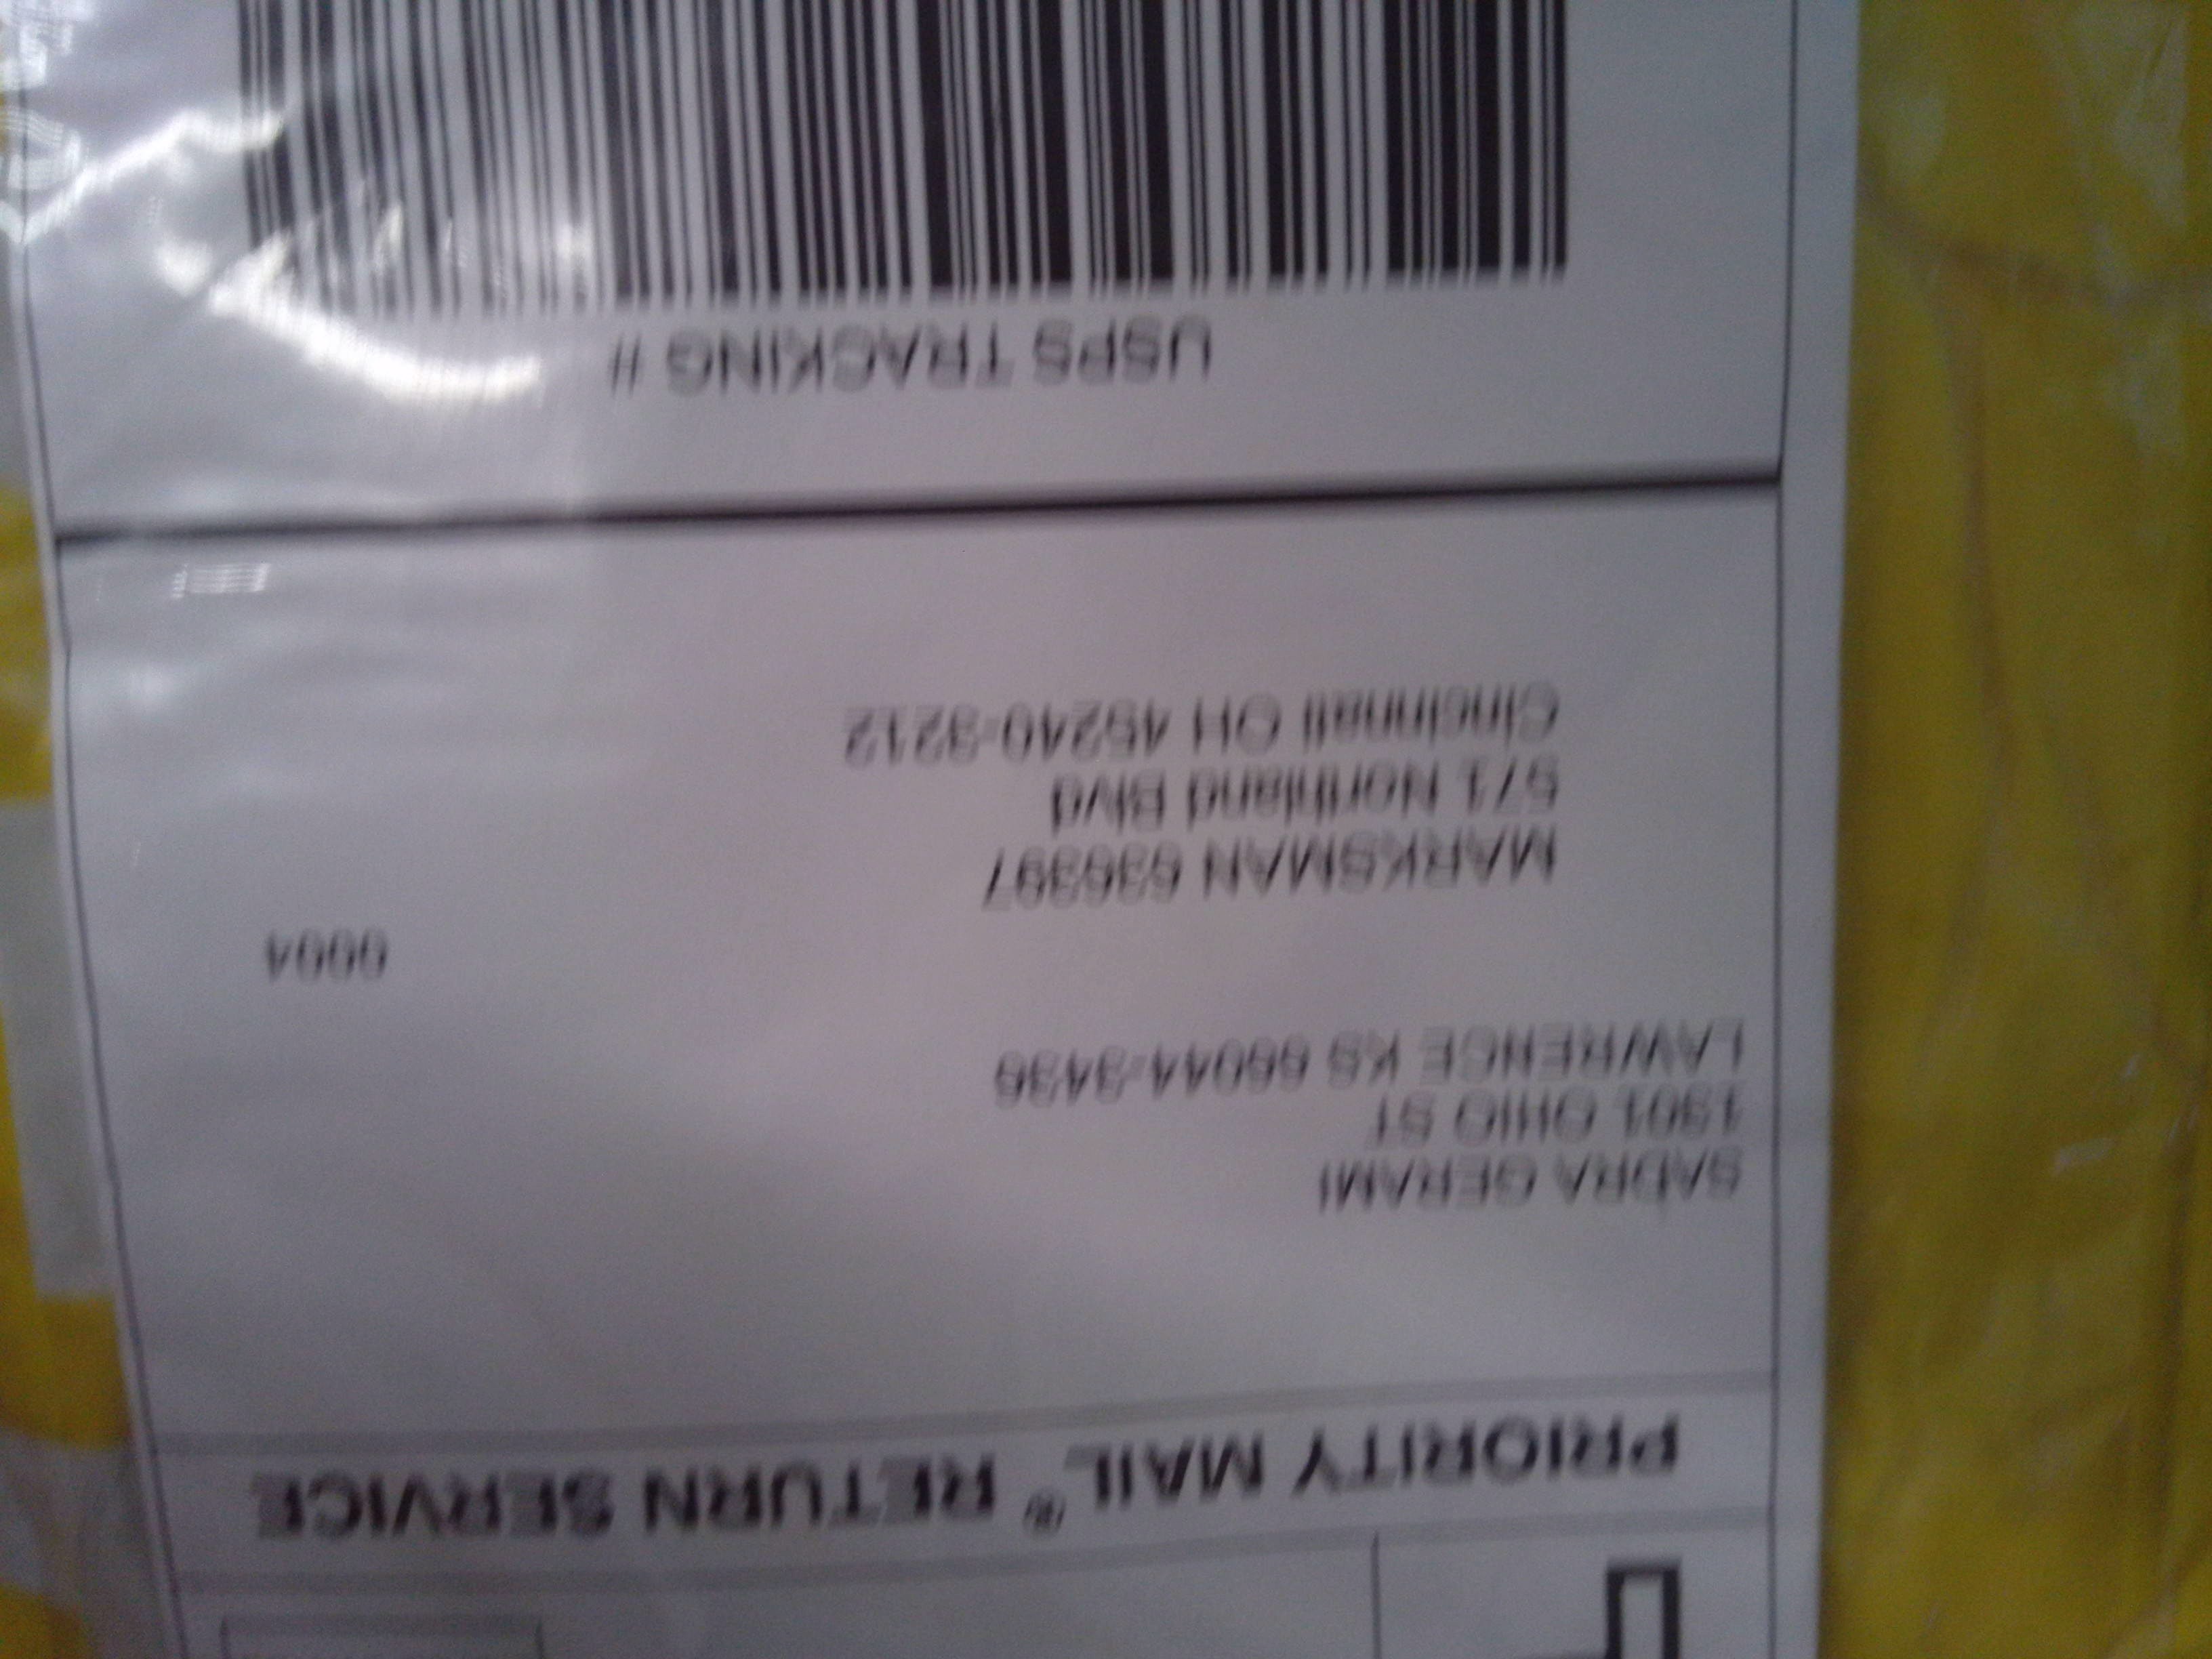 PRIORITY MAIL® RETURN SERVICE
SADRA GERAMI
1301 OHIO ST
LAWRENCE KS 66044-3436
0004
MARKSMAN 636397
571 Northland Blvd
Cincinnati OH 45240-3212
USPS TRACKING #